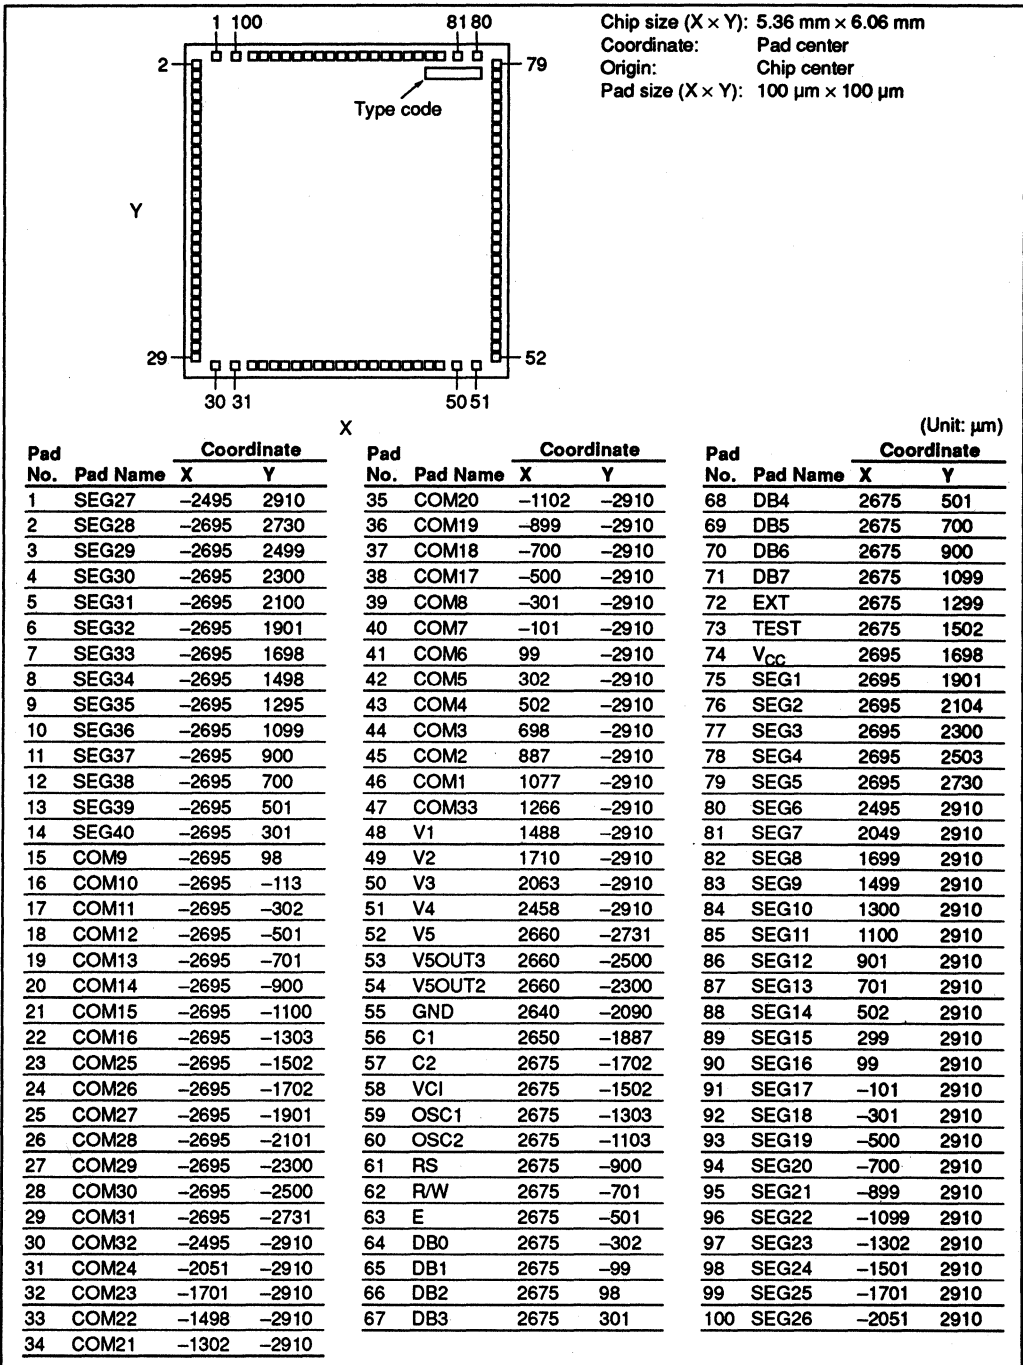 1 100 81 80
2
79
Type code
Y
29
52
30 31 50 51
X
Chip size (X × Y): 5.36 mm × 6.06 mm
Coordinate: Pad center
Origin: Chip center
Pad size (X × Y): 100 µm × 100 µm
(Unit: µm)
Pad Coordinate
No. Pad Name X Y
1 SEG27 –2495 2910
2 SEG28 –2695 2730
3 SEG29 –2695 2499
4 SEG30 –2695 2300
5 SEG31 –2695 2100
6 SEG32 –2695 1901
7 SEG33 –2695 1698
8 SEG34 –2695 1498
9 SEG35 –2695 1295
10 SEG36 –2695 1099
11 SEG37 –2695 900
12 SEG38 –2695 700
13 SEG39 –2695 501
14 SEG40 –2695 301
15 COM9 –2695 98
16 COM10 –2695 –113
17 COM11 –2695 –302
18 COM12 –2695 –501
19 COM13 –2695 –701
20 COM14 –2695 –900
21 COM15 –2695 –1100
22 COM16 –2695 –1303
23 COM25 –2695 –1502
24 COM26 –2695 –1702
25 COM27 –2695 –1901
26 COM28 –2695 –2101
27 COM29 –2695 –2300
28 COM30 –2695 –2500
29 COM31 –2695 –2731
30 COM32 –2495 –2910
31 COM24 –2051 –2910
32 COM23 –1701 –2910
33 COM22 –1498 –2910
34 COM21 –1302 –2910
Pad Coordinate
No. Pad Name X Y
35 COM20 –1102 –2910
36 COM19 –899 –2910
37 COM18 –700 –2910
38 COM17 –500 –2910
39 COM8 –301 –2910
40 COM7 –101 –2910
41 COM6 99 –2910
42 COM5 302 –2910
43 COM4 502 –2910
44 COM3 698 –2910
45 COM2 887 –2910
46 COM1 1077 –2910
47 COM33 1266 –2910
48 V1 1488 –2910
49 V2 1710 –2910
50 V3 2063 –2910
51 V4 2458 –2910
52 V5 2660 –2731
53 V5OUT3 2660 –2500
54 V5OUT2 2660 –2300
55 GND 2640 –2090
56 C1 2650 –1887
57 C2 2675 –1702
58 VCI 2675 –1502
59 OSC1 2675 –1303
60 OSC2 2675 –1103
61 RS 2675 –900
62 R/W 2675 –701
63 E 2675 –501
64 DB0 2675 –302
65 DB1 2675 –99
66 DB2 2675 98
67 DB3 2675 301
Pad Coordinate
No. Pad Name X Y
68 DB4 2675 501
69 DB5 2675 700
70 DB6 2675 900
71 DB7 2675 1099
72 EXT 2675 1299
73 TEST 2675 1502
74 VCC 2695 1698
75 SEG1 2695 1901
76 SEG2 2695 2104
77 SEG3 2695 2300
78 SEG4 2695 2503
79 SEG5 2695 2730
80 SEG6 2495 2910
81 SEG7 2049 2910
82 SEG8 1699 2910
83 SEG9 1499 2910
84 SEG10 1300 2910
85 SEG11 1100 2910
86 SEG12 901 2910
87 SEG13 701 2910
88 SEG14 502 2910
89 SEG15 299 2910
90 SEG16 99 2910
91 SEG17 –101 2910
92 SEG18 –301 2910
93 SEG19 –500 2910
94 SEG20 –700 2910
95 SEG21 –899 2910
96 SEG22 –1099 2910
97 SEG23 –1302 2910
98 SEG24 –1501 2910
99 SEG25 –1701 2910
100 SEG26 –2051 2910